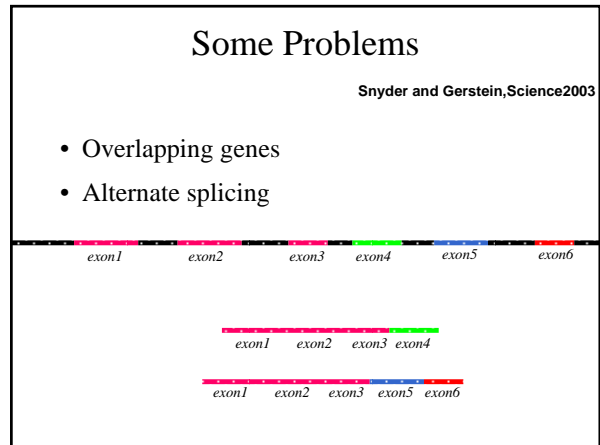 Some Problems
Snyder and Gerstein,Science2003
• Overlapping genes
• Alternate splicing
exon1 exon2 exon3 exon4 exon5 exon6
exon1 exon2 exon3 exon4
exon1 exon2 exon3 exon5 exon6